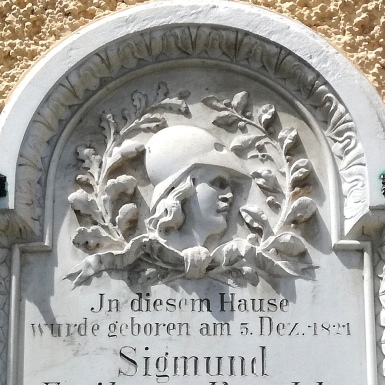 Jn diesem Hause
wurde geboren am 5. Dez. 1821
Sigmund